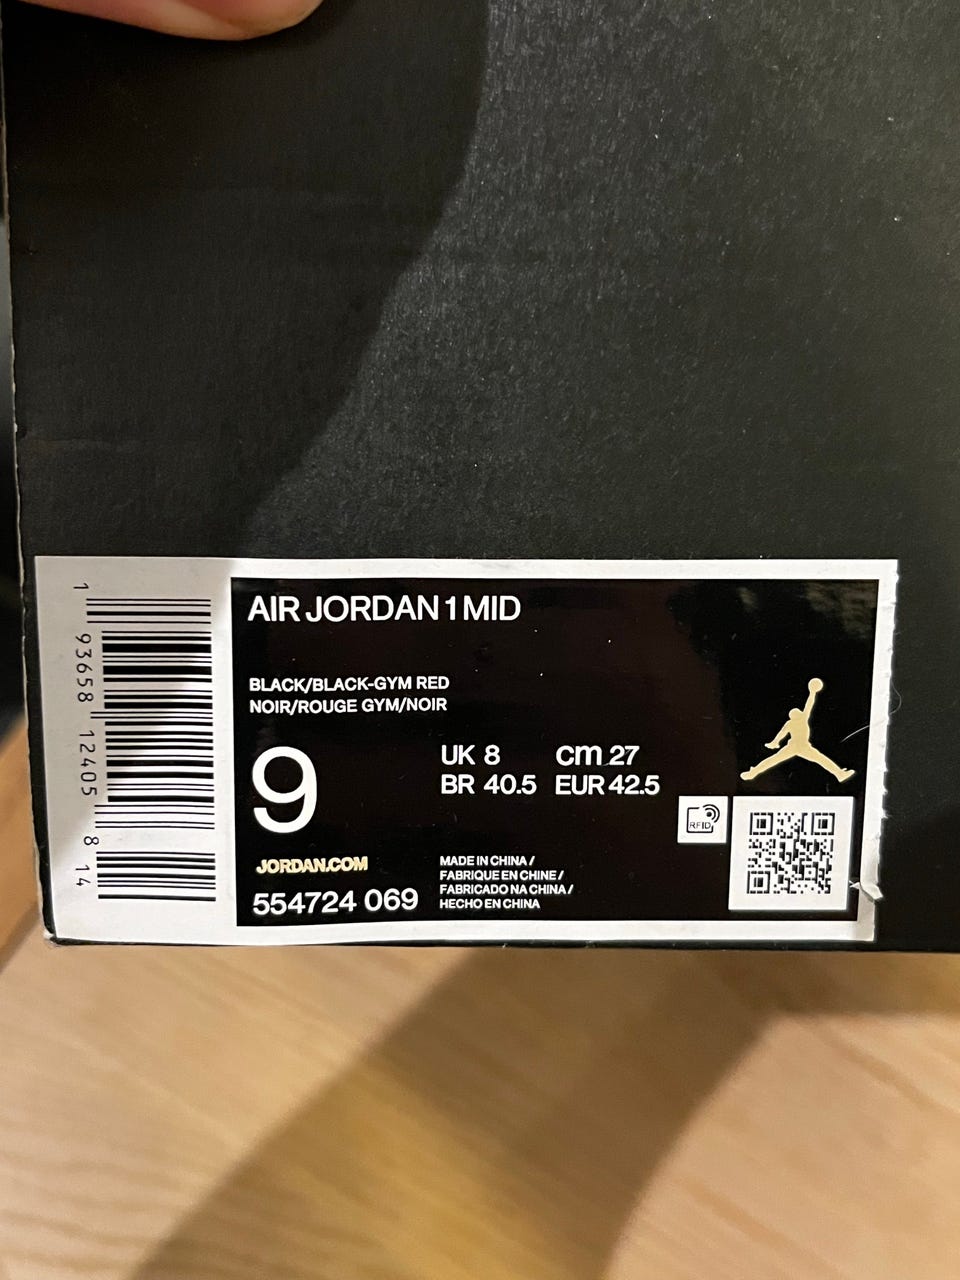 AIR JORDAN 1 MID
BLACK/BLACK-GYM RED
NOIR/ROUGE GYM/NOIR
9
UK 8 cm 27
BR 40.5 EUR 42.5
RFID
JORDAN.COM
554724 069
MADE IN CHINA /
FABRIQUE EN CHINE /
FABRICADO NA CHINA /
HECHO EN CHINA
1 93658 12405 8 14